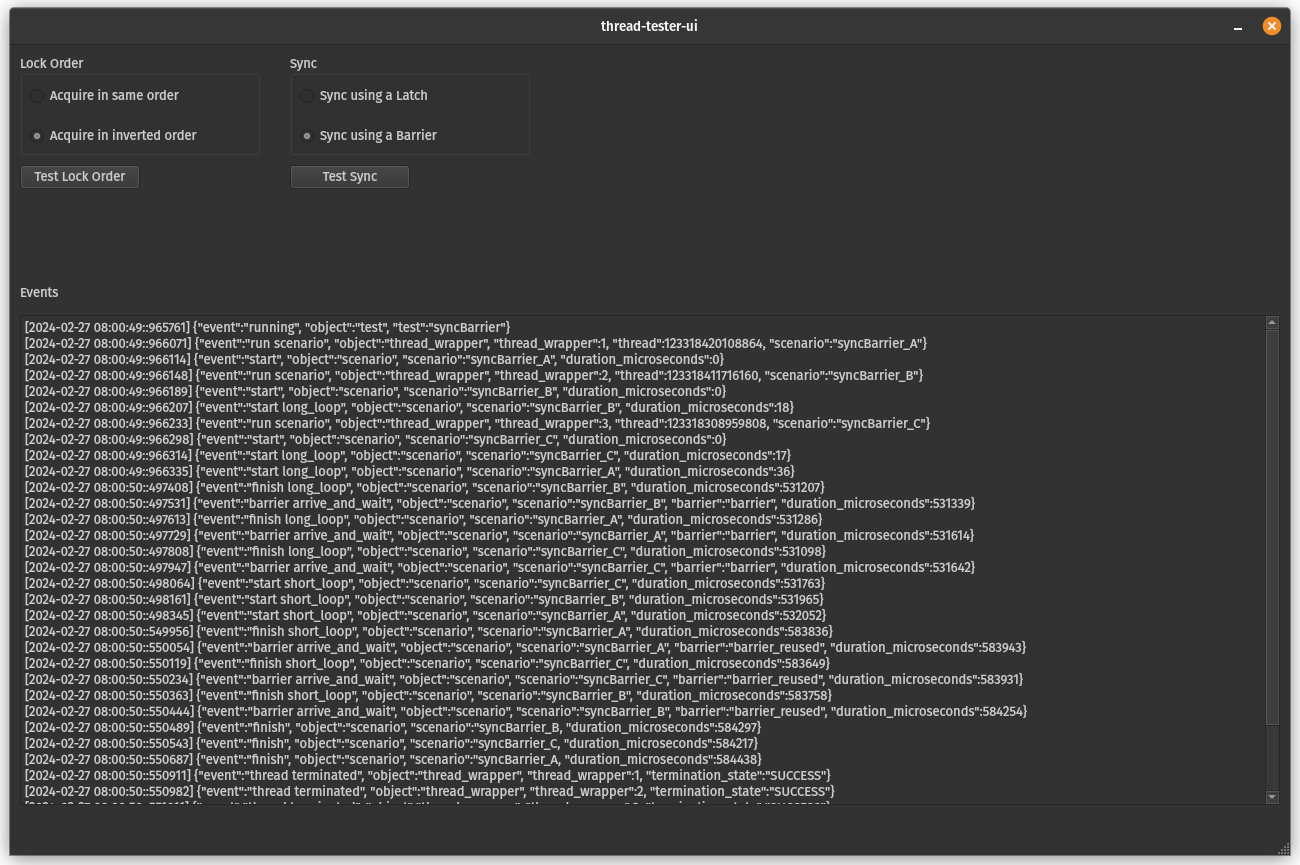 thread-tester-ui
Lock Order
Sync
Acquire in same order
Sync using a Latch
Acquire in inverted order
Sync using a Barrier
Test Lock Order
Test Sync
Events
[2024-02-27 08:00:49::965761] {"event":"running", "object":"test", "test":"syncBarrier"}
[2024-02-27 08:00:49::966071] {"event":"run scenario", "object":"thread_wrapper", "thread_wrapper":1, "thread":123318420108864, "scenario":"syncBarrier_A"}
[2024-02-27 08:00:49::966114] {"event":"start", "object":"scenario", "scenario":"syncBarrier_A", "duration_microseconds":0}
[2024-02-27 08:00:49::966148] {"event":"run scenario", "object":"thread_wrapper", "thread_wrapper":2, "thread":123318411716160, "scenario":"syncBarrier_B"}
[2024-02-27 08:00:49::966189] {"event":"start", "object":"scenario", "scenario":"syncBarrier_B", "duration_microseconds":0}
[2024-02-27 08:00:49::966207] {"event":"start long_loop", "object":"scenario", "scenario":"syncBarrier_B", "duration_microseconds":18}
[2024-02-27 08:00:49::966233] {"event":"run scenario", "object":"thread_wrapper", "thread_wrapper":3, "thread":123318308959808, "scenario":"syncBarrier_C"}
[2024-02-27 08:00:49::966298] {"event":"start", "object":"scenario", "scenario":"syncBarrier_C", "duration_microseconds":0}
[2024-02-27 08:00:49::966314] {"event":"start long_loop", "object":"scenario", "scenario":"syncBarrier_C", "duration_microseconds":17}
[2024-02-27 08:00:49::966335] {"event":"start long_loop", "object":"scenario", "scenario":"syncBarrier_A", "duration_microseconds":36}
[2024-02-27 08:00:50::497408] {"event":"finish long_loop", "object":"scenario", "scenario":"syncBarrier_B", "duration_microseconds":531207}
[2024-02-27 08:00:50::497531] {"event":"barrier arrive_and_wait", "object":"scenario", "scenario":"syncBarrier_B", "barrier":"barrier", "duration_microseconds":531339}
[2024-02-27 08:00:50::497613] {"event":"finish long_loop", "object":"scenario", "scenario":"syncBarrier_A", "duration_microseconds":531286}
[2024-02-27 08:00:50::497729] {"event":"barrier arrive_and_wait", "object":"scenario", "scenario":"syncBarrier_A", "barrier":"barrier", "duration_microseconds":531614}
[2024-02-27 08:00:50::497808] {"event":"finish long_loop", "object":"scenario", "scenario":"syncBarrier_C", "duration_microseconds":531098}
[2024-02-27 08:00:50::497947] {"event":"barrier arrive_and_wait", "object":"scenario", "scenario":"syncBarrier_C", "barrier":"barrier", "duration_microseconds":531642}
[2024-02-27 08:00:50::498064] {"event":"start short_loop", "object":"scenario", "scenario":"syncBarrier_C", "duration_microseconds":531763}
[2024-02-27 08:00:50::498161] {"event":"start short_loop", "object":"scenario", "scenario":"syncBarrier_B", "duration_microseconds":531965}
[2024-02-27 08:00:50::498345] {"event":"start short_loop", "object":"scenario", "scenario":"syncBarrier_A", "duration_microseconds":532052}
[2024-02-27 08:00:50::549956] {"event":"finish short_loop", "object":"scenario", "scenario":"syncBarrier_A", "duration_microseconds":583836}
[2024-02-27 08:00:50::550054] {"event":"barrier arrive_and_wait", "object":"scenario", "scenario":"syncBarrier_A", "barrier":"barrier_reused", "duration_microseconds":583943}
[2024-02-27 08:00:50::550119] {"event":"finish short_loop", "object":"scenario", "scenario":"syncBarrier_C", "duration_microseconds":583649}
[2024-02-27 08:00:50::550234] {"event":"barrier arrive_and_wait", "object":"scenario", "scenario":"syncBarrier_C", "barrier":"barrier_reused", "duration_microseconds":583931}
[2024-02-27 08:00:50::550363] {"event":"finish short_loop", "object":"scenario", "scenario":"syncBarrier_B", "duration_microseconds":583758}
[2024-02-27 08:00:50::550444] {"event":"barrier arrive_and_wait", "object":"scenario", "scenario":"syncBarrier_B", "barrier":"barrier_reused", "duration_microseconds":584254}
[2024-02-27 08:00:50::550489] {"event":"finish", "object":"scenario", "scenario":"syncBarrier_B, "duration_microseconds":584297}
[2024-02-27 08:00:50::550543] {"event":"finish", "object":"scenario", "scenario":"syncBarrier_C, "duration_microseconds":584217}
[2024-02-27 08:00:50::550687] {"event":"finish", "object":"scenario", "scenario":"syncBarrier_A, "duration_microseconds":584438}
[2024-02-27 08:00:50::550911] {"event":"thread terminated", "object":"thread_wrapper", "thread_wrapper":1, "termination_state":"SUCCESS"}
[2024-02-27 08:00:50::550982] {"event":"thread terminated", "object":"thread_wrapper", "thread_wrapper":2, "termination_state":"SUCCESS"}